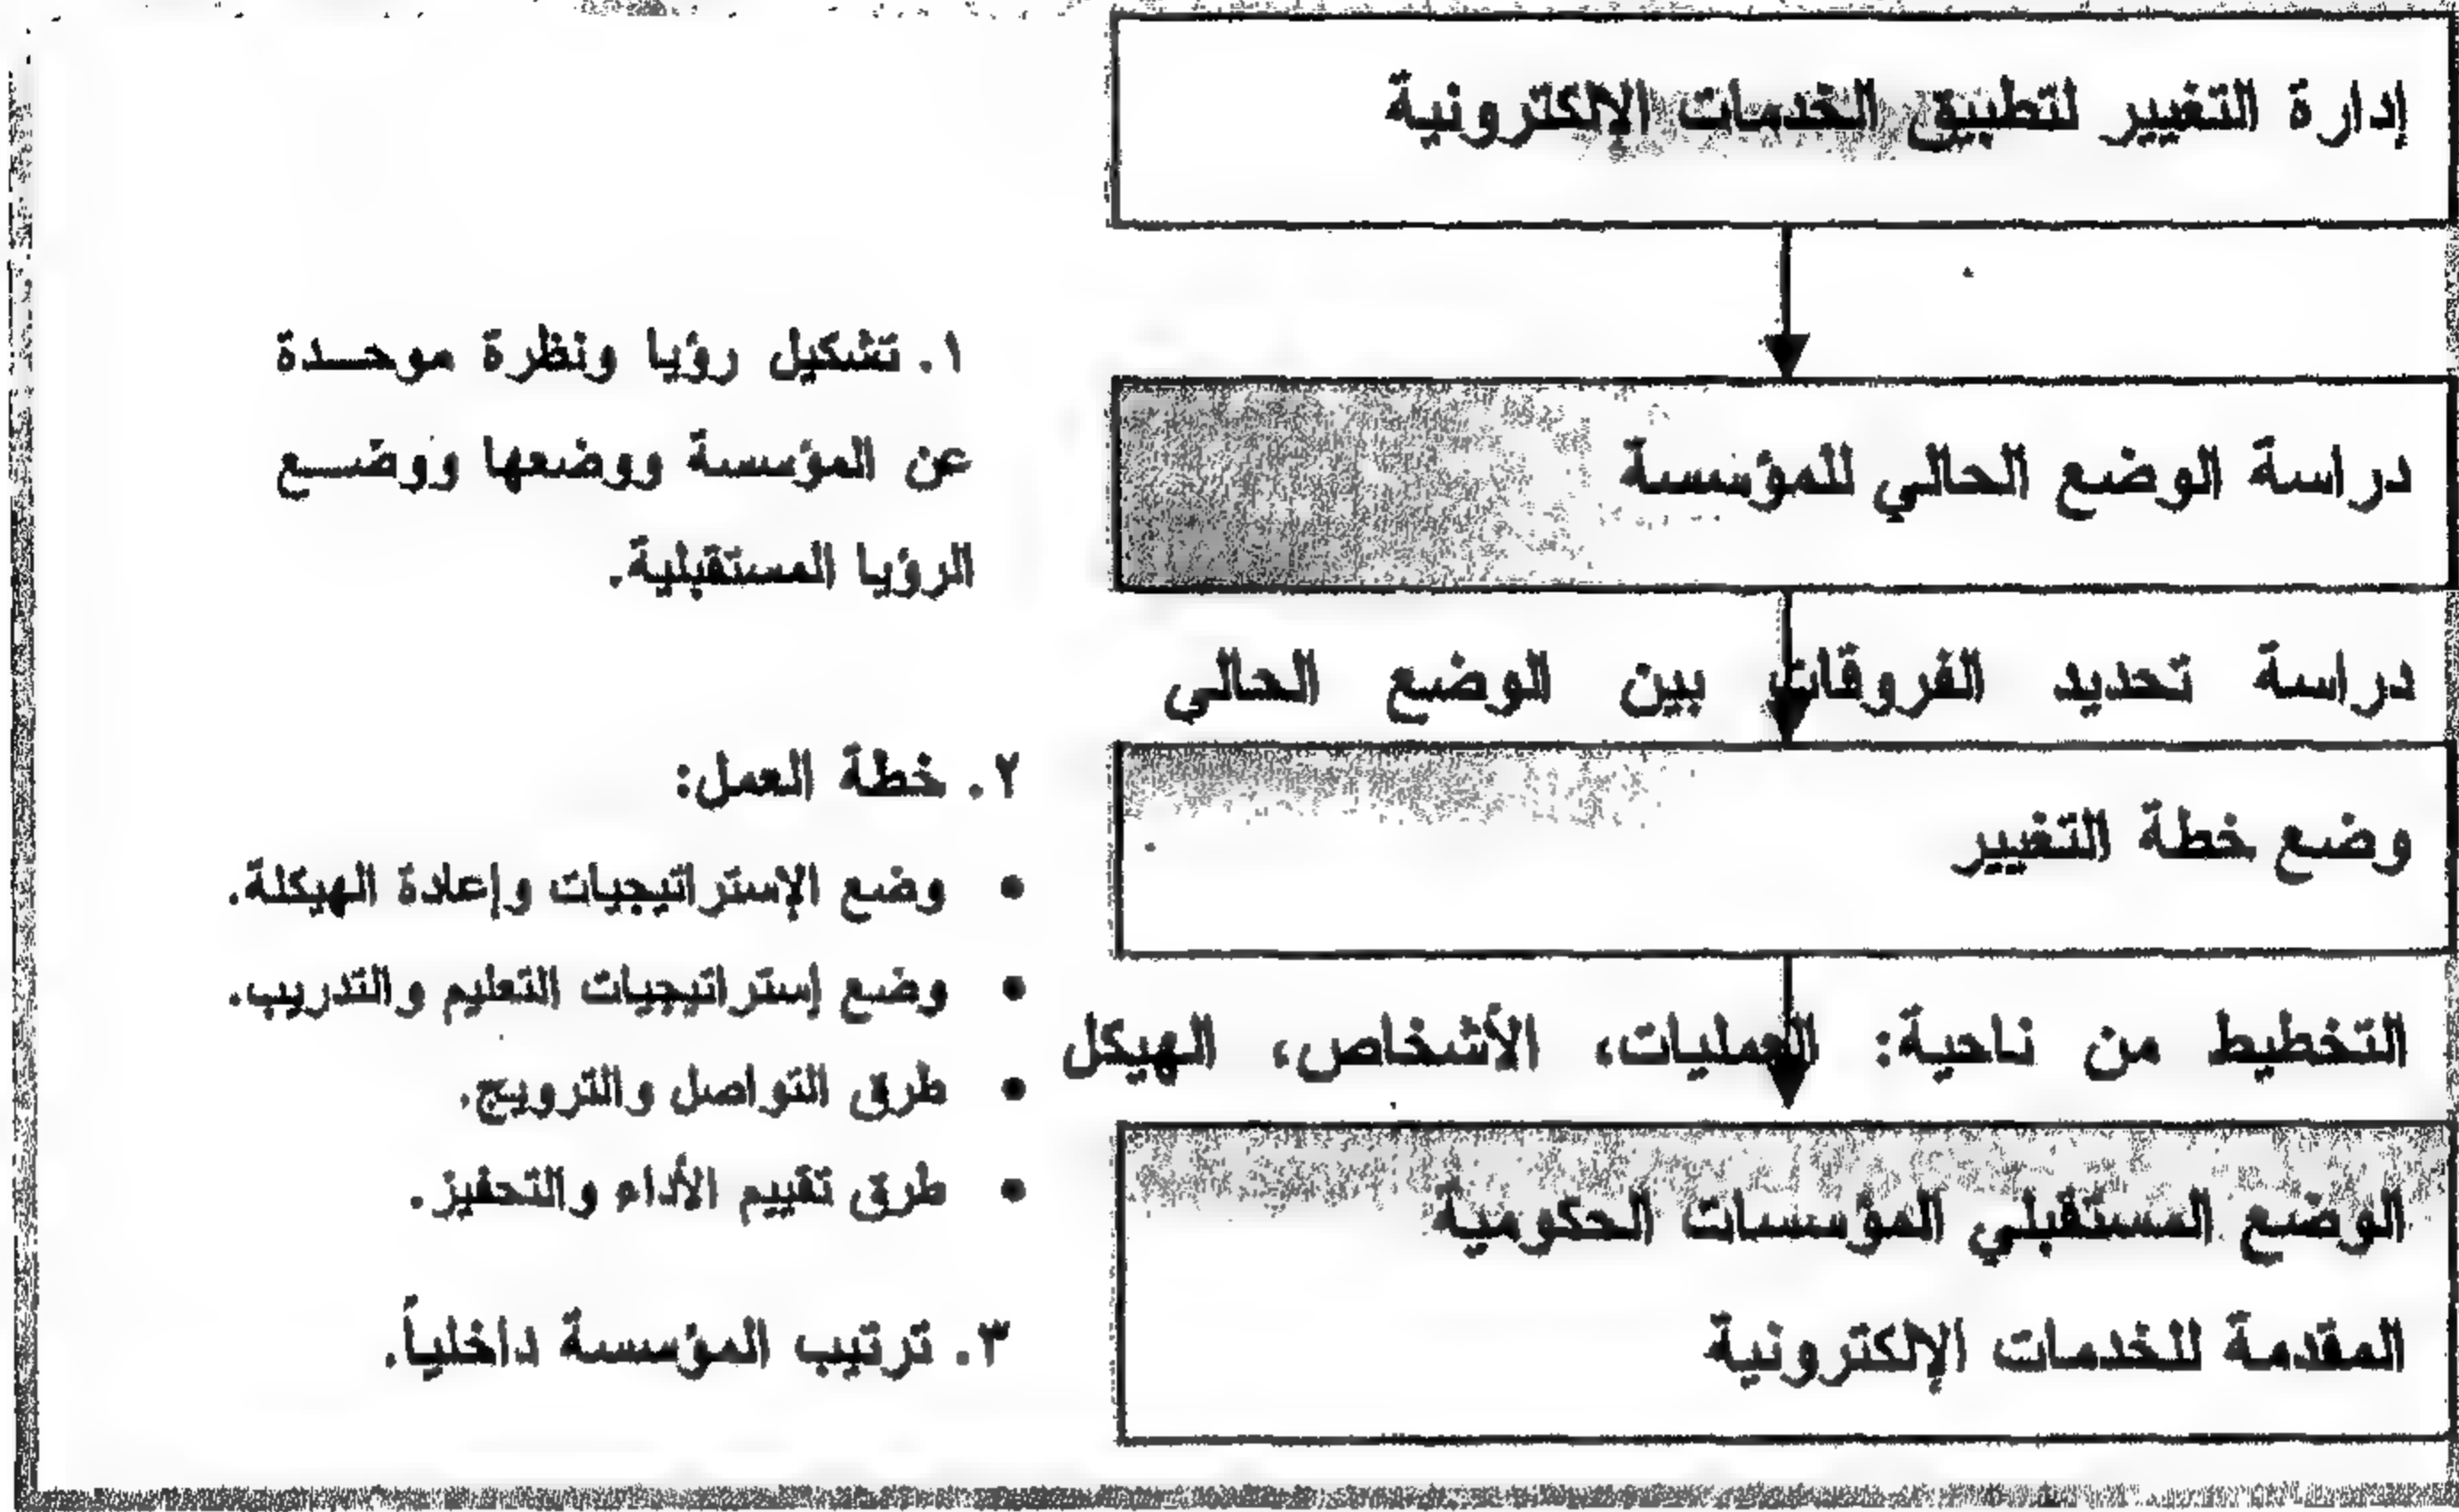 إدارة التغيير لتطبيق الخدمات الإلكترونية
دراسة الوضع الحالي للمؤسسة
دراسة تحديد الفروقات بين الوضع الحالي
وضع خطة التغيير
التخطيط من ناحية: العمليات، الأشخاص، الهيكل
الوضع المستقبلي المؤسسات الحكومية
المقدمة للخدمات الإلكترونية
١. تشكيل رؤيا ونظرة موحدة
عن المؤسسة ووضعها ووضع
الرؤيا المستقبلية.
٢. خطة العمل:
• وضع الإستراتيجيات وإعادة الهيكلة.
• وضع إستراتيجيات التعليم والتدريب.
• طرق التواصل والترويج.
• طرق تقييم الأداء والتحفيز.
٣. ترتيب المؤسسة داخلياً.